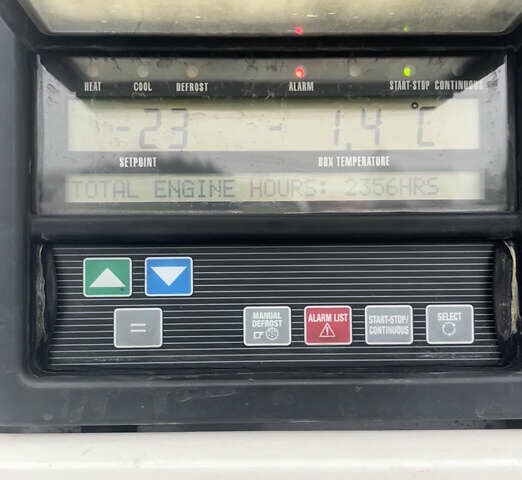 HEAT COOL DEFROST ALARM START-STOP CONTINUOUS
-23 - 1,4 °C
SETPOINT BOX TEMPERATURE
TOTAL ENGINE HOURS: 2356HRS
=
MANUAL DEFROST
ALARM LIST
START-STOP/ CONTINUOUS
SELECT